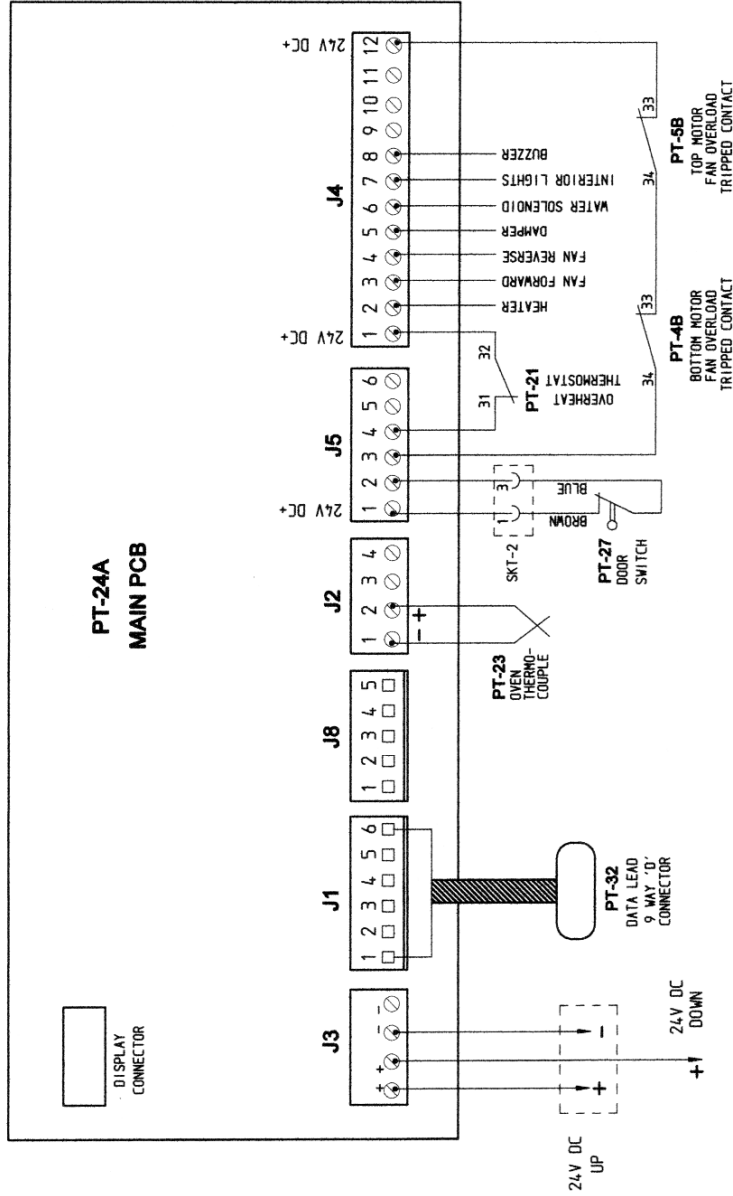 PT-24A
MAIN PCB
DISPLAY
CONNECTOR
J3
+ + - -
J1
1 2 3 4 5 6
J8
1 2 3 4 5
J2
1 2 3 4
- +
J5
24V DC+
1 2 3 4 5 6
J4
24V DC+
24V DC+
1 2 3 4 5 6 7 8 9 10 11 12
HEATER
FAN FORWARD
FAN REVERSE
DAMPER
WATER SOLENOID
INTERIOR LIGHTS
BUZZER
24V DC
UP
+ -
24V DC
DOWN
+
PT-32
DATA LEAD
9 WAY 'D'
CONNECTOR
PT-23
OVEN
THERMO-
COUPLE
SKT-2
1 3
BROWN
BLUE
PT-27
DOOR
SWITCH
31 32
PT-21
OVERHEAT
THERMOSTAT
34 33
PT-4B
BOTTOM MOTOR
FAN OVERLOAD
TRIPPED CONTACT
34 33
PT-5B
TOP MOTOR
FAN OVERLOAD
TRIPPED CONTACT